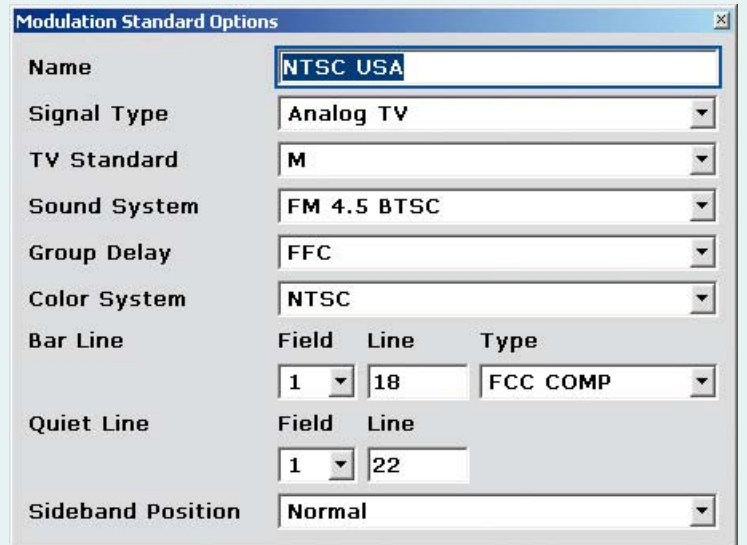 Modulation Standard Options
Name NTSC USA
Signal Type Analog TV
TV Standard M
Sound System FM 4.5 BTSC
Group Delay FFC
Color System NTSC
Bar Line Field Line Type
1 18 FCC COMP
Quiet Line Field Line
1 22
Sideband Position Normal